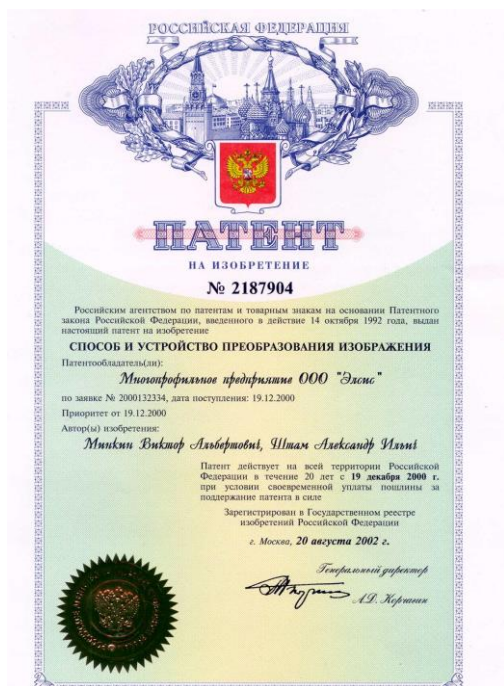 РОССИЙСКАЯ ФЕДЕРАЦИЯ
ПАТЕНТ
НА ИЗОБРЕТЕНИЕ
№ 2187904
Российским агентством по патентам и товарным знакам на основании Патентного
закона Российской Федерации, введенного в действие 14 октября 1992 года, выдан
настоящий патент на изобретение
СПОСОБ И УСТРОЙСТВО ПРЕОБРАЗОВАНИЯ ИЗОБРАЖЕНИЯ
Патентообладатель(ли):
Многопрофильное предприятие ООО "Элсис"
по заявке № 2000132334, дата поступления: 19.12.2000
Приоритет от 19.12.2000
Автор(ы) изобретения:
Минкин Виктор Альбертович, Штам Александр Ильич
Патент действует на всей территории Российской
Федерации в течение 20 лет с 19 декабря 2000 г.
при условии своевременной уплаты пошлины за
поддержание патента в силе
Зарегистрирован в Государственном реестре
изобретений Российской Федерации
г. Москва, 20 августа 2002 г.
Генеральный директор
А.Д. Корчагин